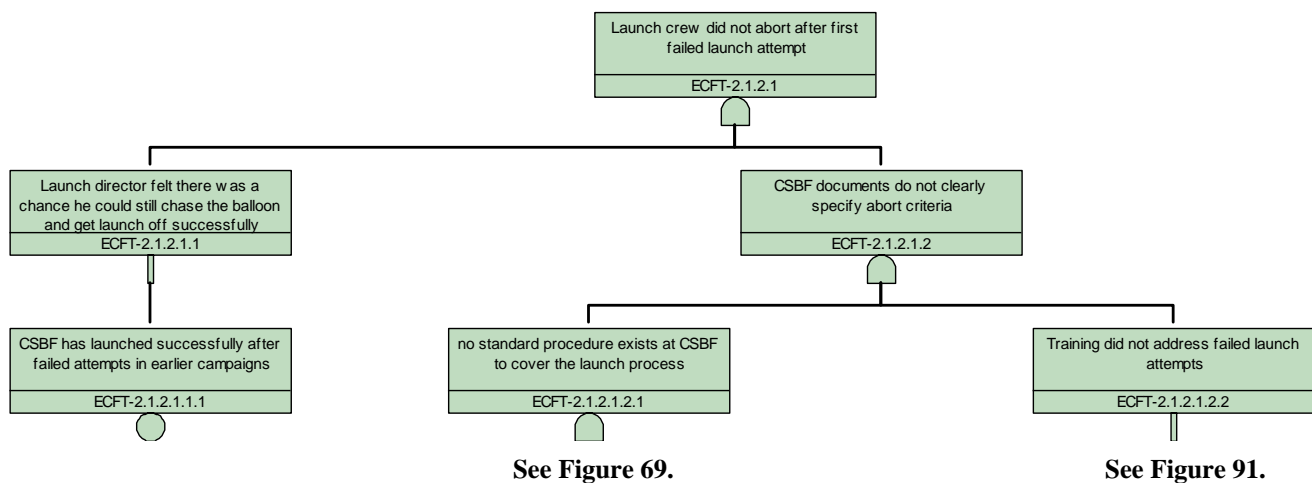 Launch crew did not abort after first
failed launch attempt
ECFT-2.1.2.1
Launch director felt there was a
chance he could still chase the balloon
and get launch off successfully
ECFT-2.1.2.1.1
CSBF documents do not clearly
specify abort criteria
ECFT-2.1.2.1.2
CSBF has launched successfully after
failed attempts in earlier campaigns
ECFT-2.1.2.1.1.1
no standard procedure exists at CSBF
to cover the launch process
ECFT-2.1.2.1.2.1
Training did not address failed launch
attempts
ECFT-2.1.2.1.2.2
See Figure 69.
See Figure 91.